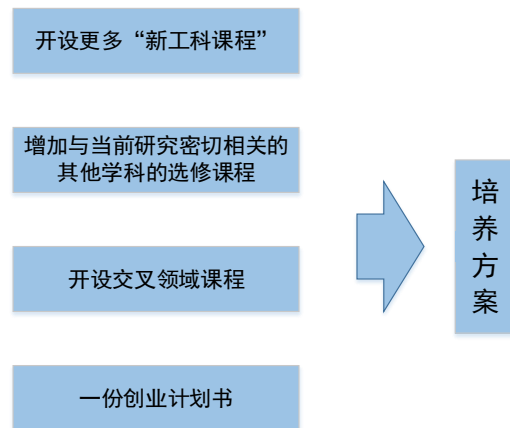 开设更多“新工科课程”
增加与当前研究密切相关的
其他学科的选修课程
开设交叉领域课程
一份创业计划书
培
养
方
案